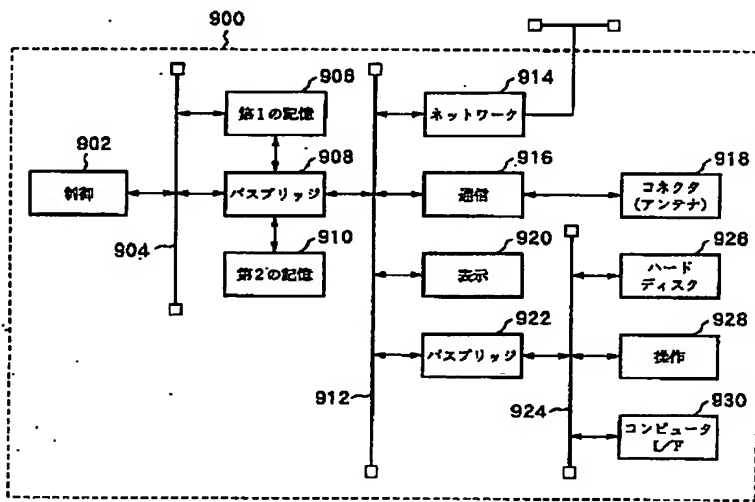 900
902
制御
904
908
第1の記憶
908
バスブリッジ
910
第2の記憶
912
914
ネットワーク
916
通信
918
コネクタ
(アンテナ)
920
表示
922
バスブリッジ
924
926
ハード
ディスク
928
操作
930
コンピュータ
I/F